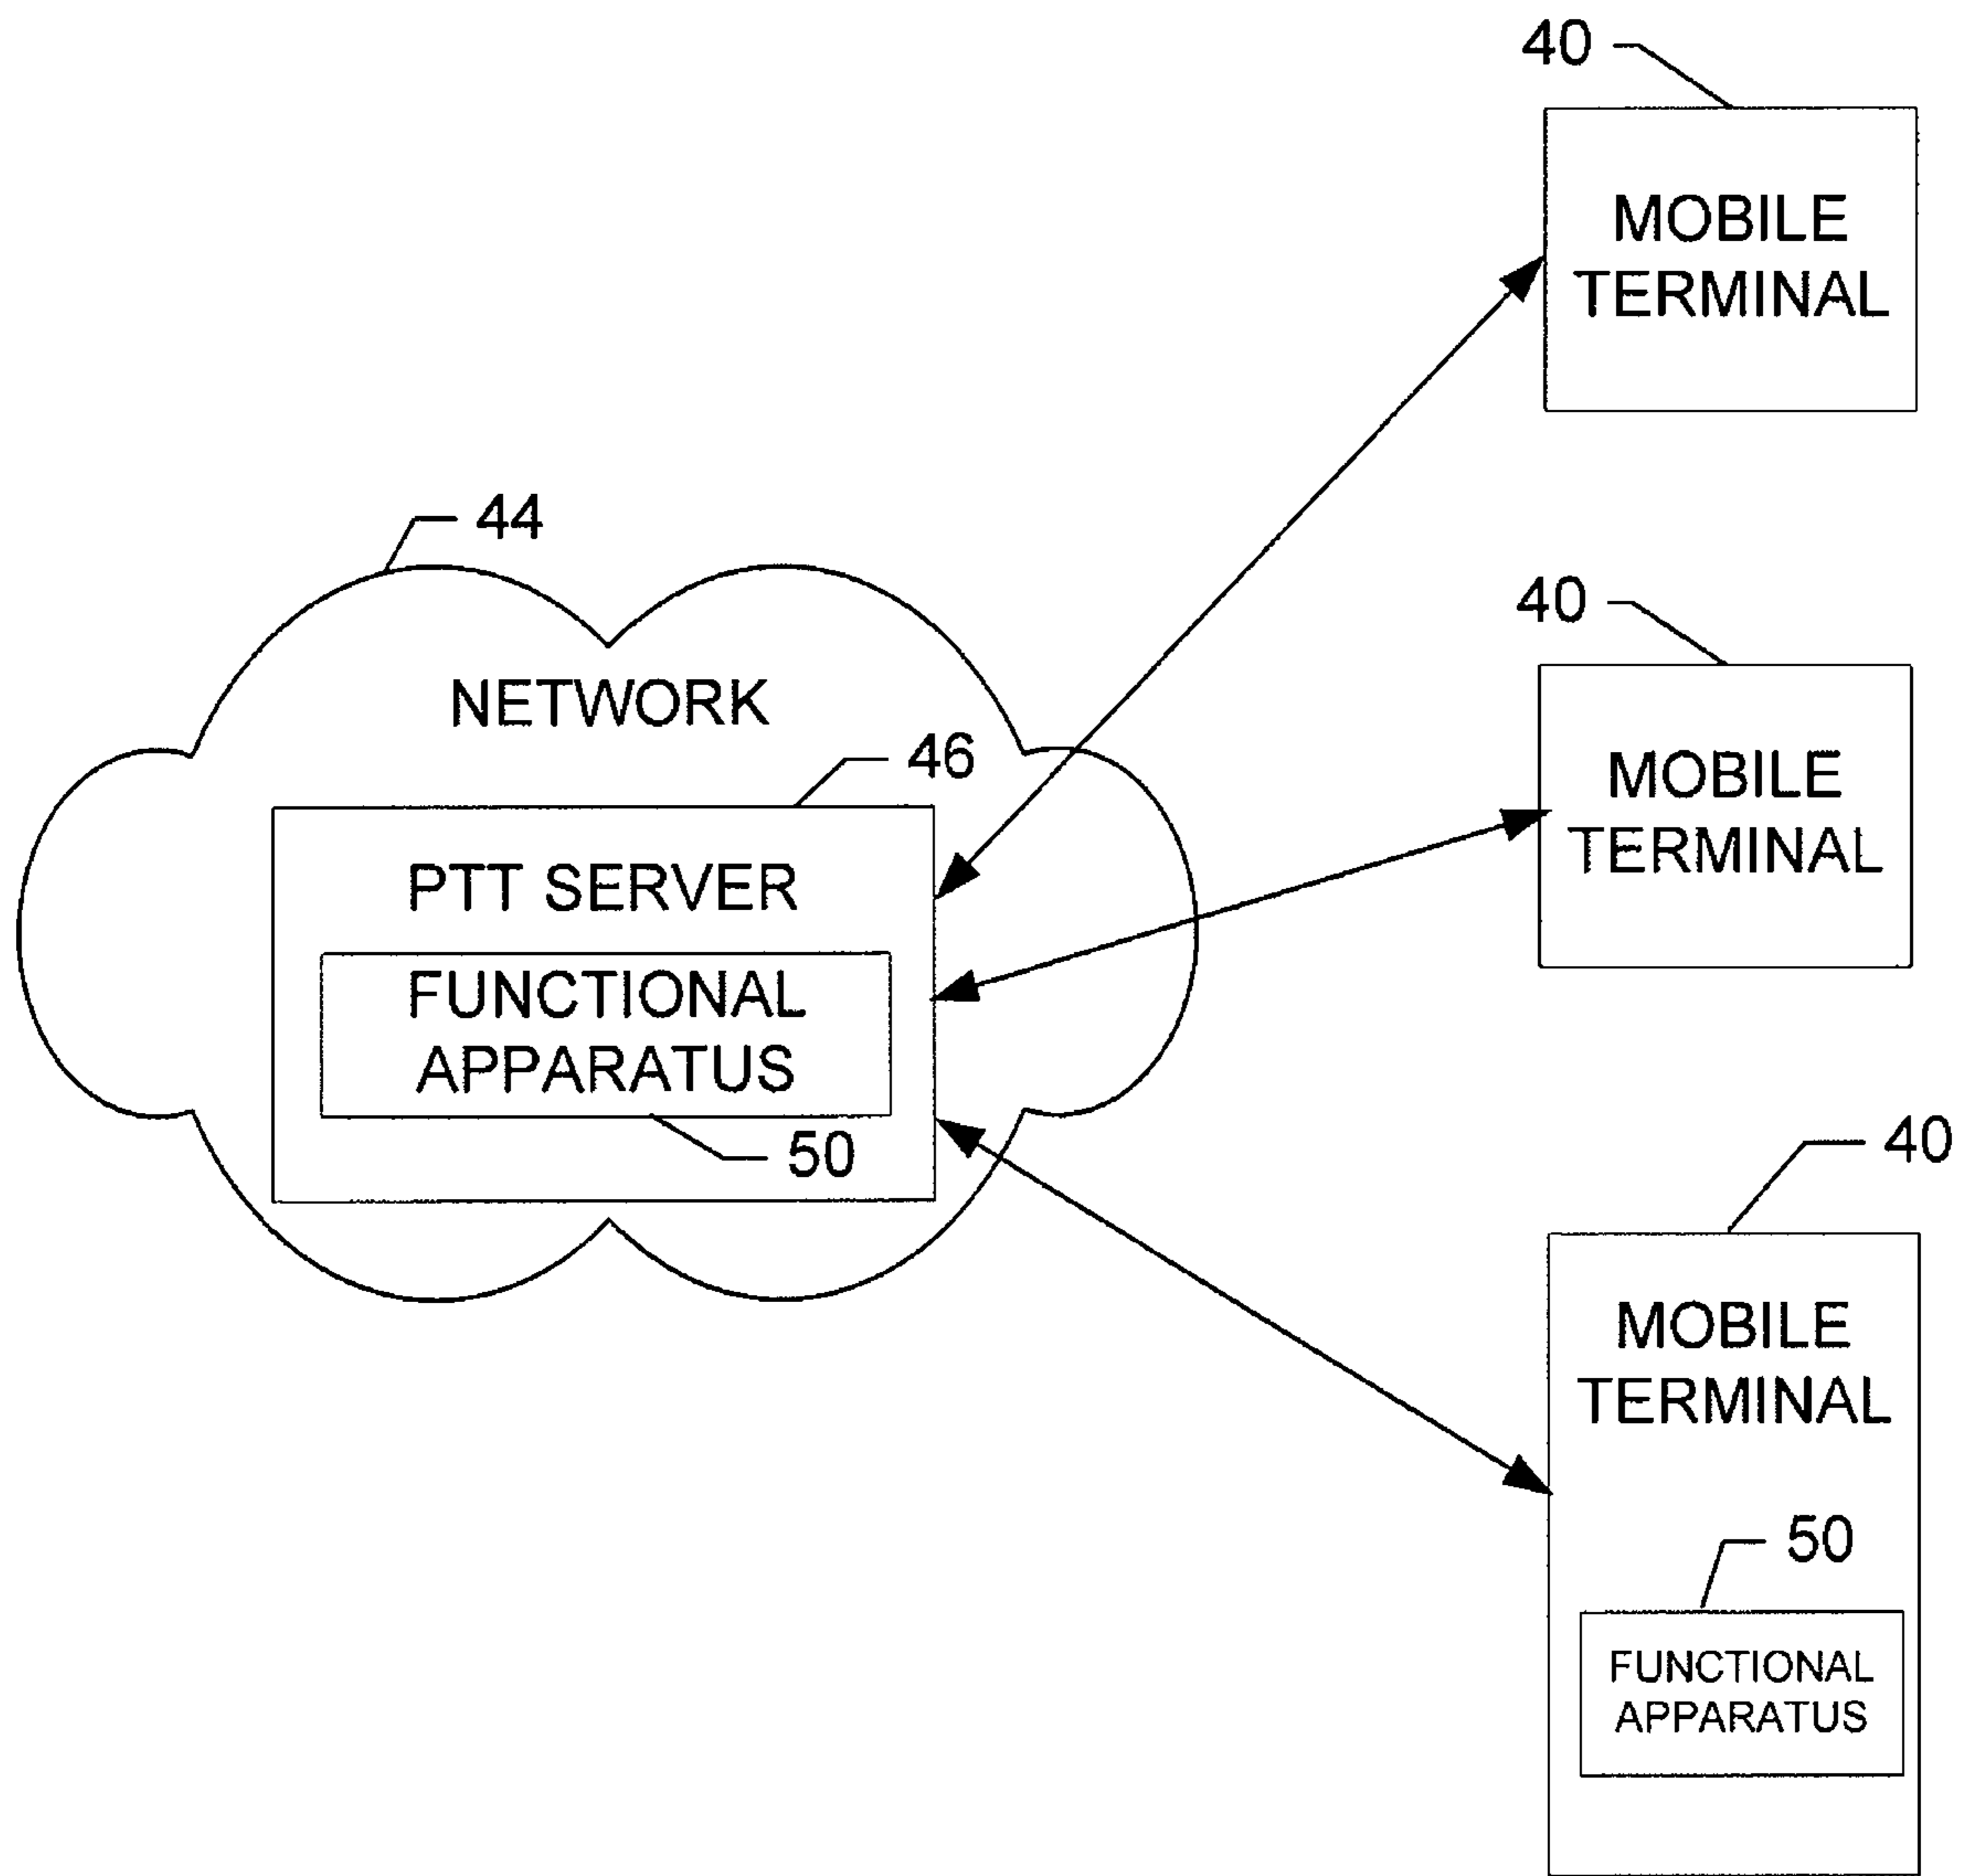 40
MOBILE
TERMINAL
44
NETWORK
40
46
MOBILE
TERMINAL
PTT SERVER
FUNCTIONAL
APPARATUS
50
40
MOBILE
TERMINAL
50
FUNCTIONAL
APPARATUS